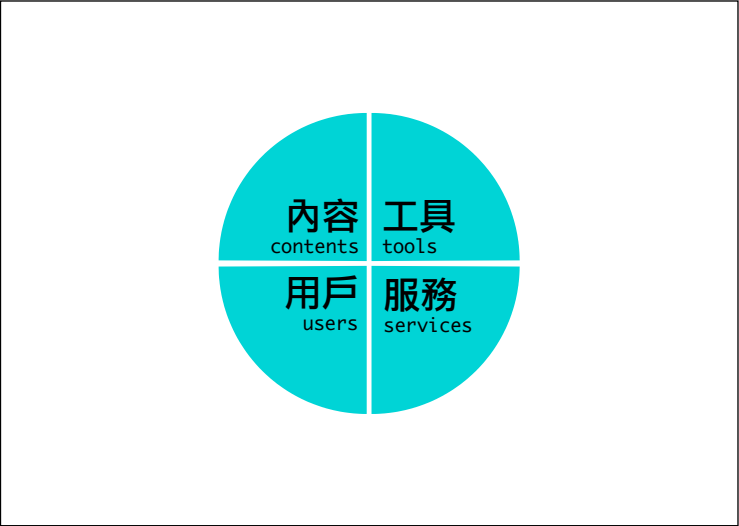 內容
contents
工具
tools
用戶
users
服務
services